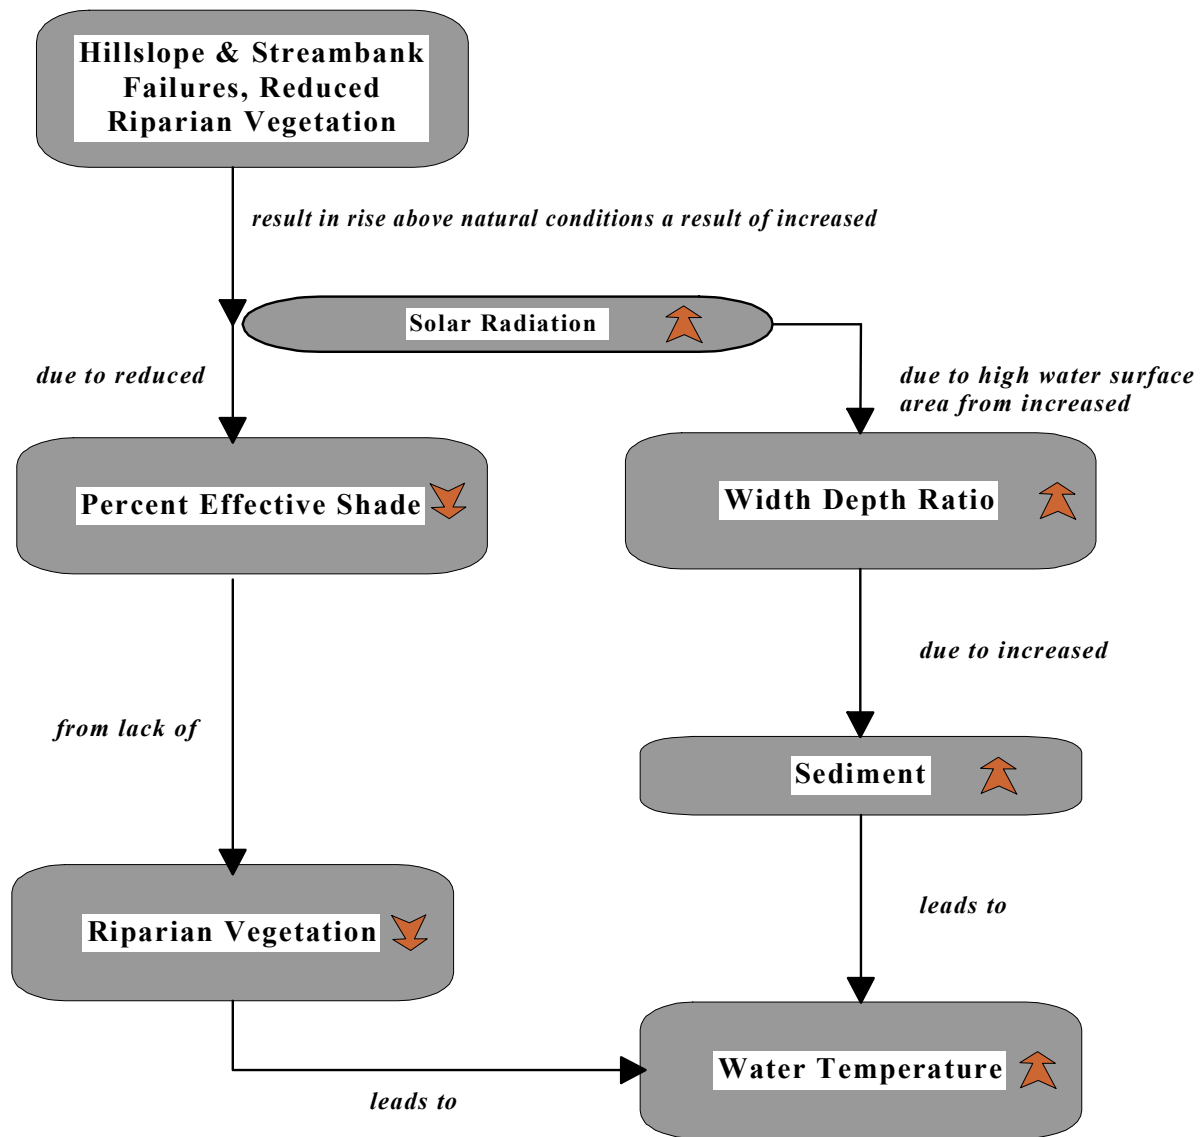 Hillslope & Streambank
Failures, Reduced
Riparian Vegetation
result in rise above natural conditions a result of increased
Solar Radiation
due to reduced
due to high water surface
area from increased
Percent Effective Shade
Width Depth Ratio
due to increased
from lack of
Sediment
leads to
Riparian Vegetation
Water Temperature
leads to